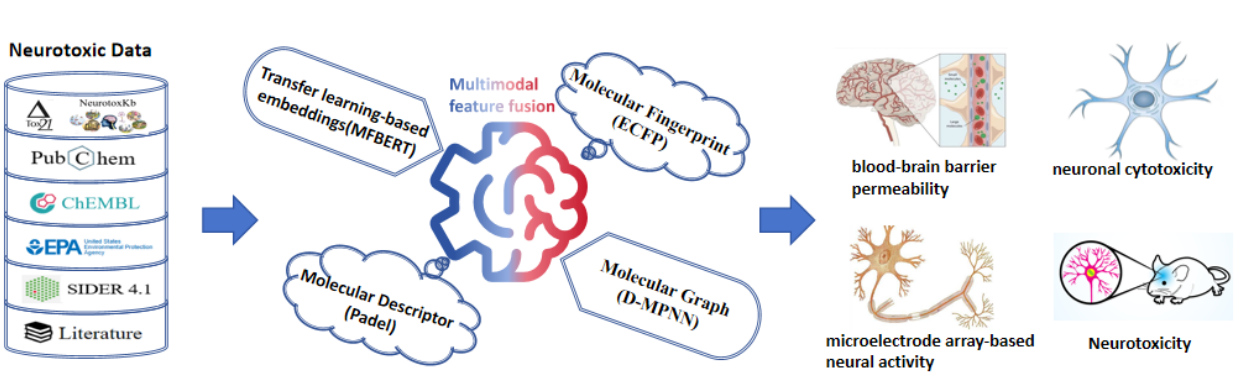 Neurotoxic Data
Tox21
NeurotoxKb
PubChem
ChEMBL
EPA
United States
Environmental Protection
Agency
SIDER 4.1
Literature
Transfer learning-based
embeddings(MFBERT)
Multimodal
feature fusion
Molecular Fingerprint
(ECFP)
Molecular Descriptor
(Padel)
Molecular Graph
(D-MPNN)
blood-brain barrier
permeability
neuronal cytotoxicity
microelectrode array-based
neural activity
Neurotoxicity